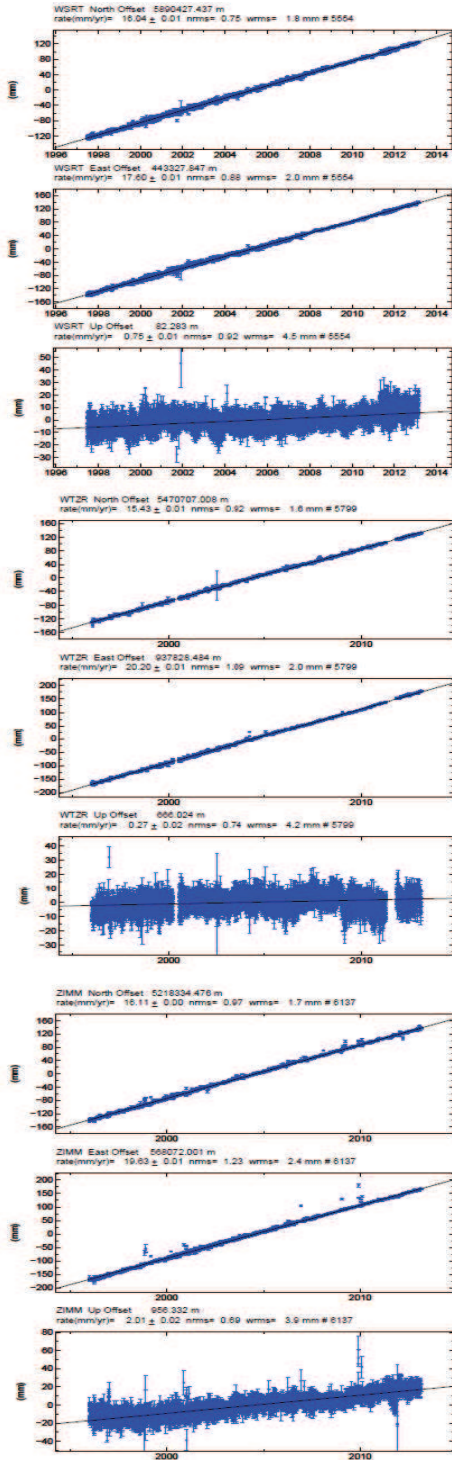 WSRT North Offset 5890427.437 m
rate(mm/yr)= 16.04 ± 0.01 nrms= 0.75 wrms= 1.8 mm # 5554
120
80
40
0
−40
−80
−120
(mm)
1996 1998 2000 2002 2004 2006 2008 2010 2012 2014
WSRT East Offset 443327.847 m
rate(mm/yr)= 17.60 ± 0.01 nrms= 0.88 wrms= 2.0 mm # 5554
160
120
80
40
0
−40
−80
−120
−160
(mm)
1996 1998 2000 2002 2004 2006 2008 2010 2012 2014
WSRT Up Offset 82.283 m
rate(mm/yr)= 0.75 ± 0.01 nrms= 0.92 wrms= 4.5 mm # 5554
50
40
30
20
10
0
−10
−20
−30
(mm)
1996 1998 2000 2002 2004 2006 2008 2010 2012 2014
WTZR North Offset 5470707.008 m
rate(mm/yr)= 15.43 ± 0.01 nrms= 0.92 wrms= 1.6 mm # 5799
160
120
80
40
0
−40
−80
−120
−160
(mm)
2000 2010
WTZR East Offset 937828.484 m
rate(mm/yr)= 20.20 ± 0.01 nrms= 1.89 wrms= 2.0 mm # 5799
200
150
100
50
0
−50
−100
−150
−200
(mm)
2000 2010
WTZR Up Offset 666.024 m
rate(mm/yr)= 0.27 ± 0.02 nrms= 0.74 wrms= 4.2 mm # 5799
40
30
20
10
0
−10
−20
−30
(mm)
2000 2010
ZIMM North Offset 5218334.476 m
rate(mm/yr)= 16.11 ± 0.00 nrms= 0.97 wrms= 1.7 mm # 6137
160
120
80
40
0
−40
−80
−120
−160
(mm)
2000 2010
ZIMM East Offset 568072.001 m
rate(mm/yr)= 19.63 ± 0.01 nrms= 1.23 wrms= 2.4 mm # 6137
200
150
100
50
0
−50
−100
−150
−200
(mm)
2000 2010
ZIMM Up Offset 956.332 m
rate(mm/yr)= 2.01 ± 0.02 nrms= 0.69 wrms= 3.9 mm # 6137
80
60
40
20
0
−20
−40
(mm)
2000 2010